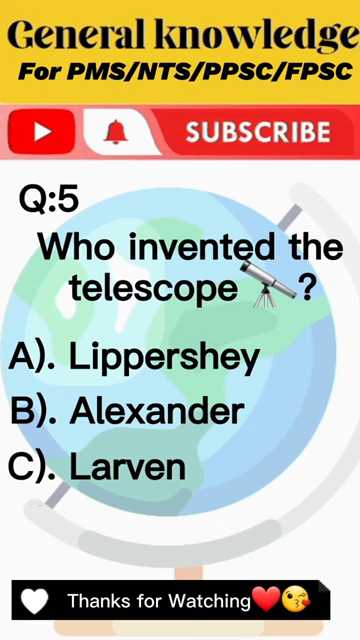 General knowledge
For PMS/NTS/PPSC/FPSC
SUBSCRIBE
Q:5
Who invented the
telescope 🔭?
A). Lippershey
B). Alexander
C). Larven
Thanks for Watching❤️😘